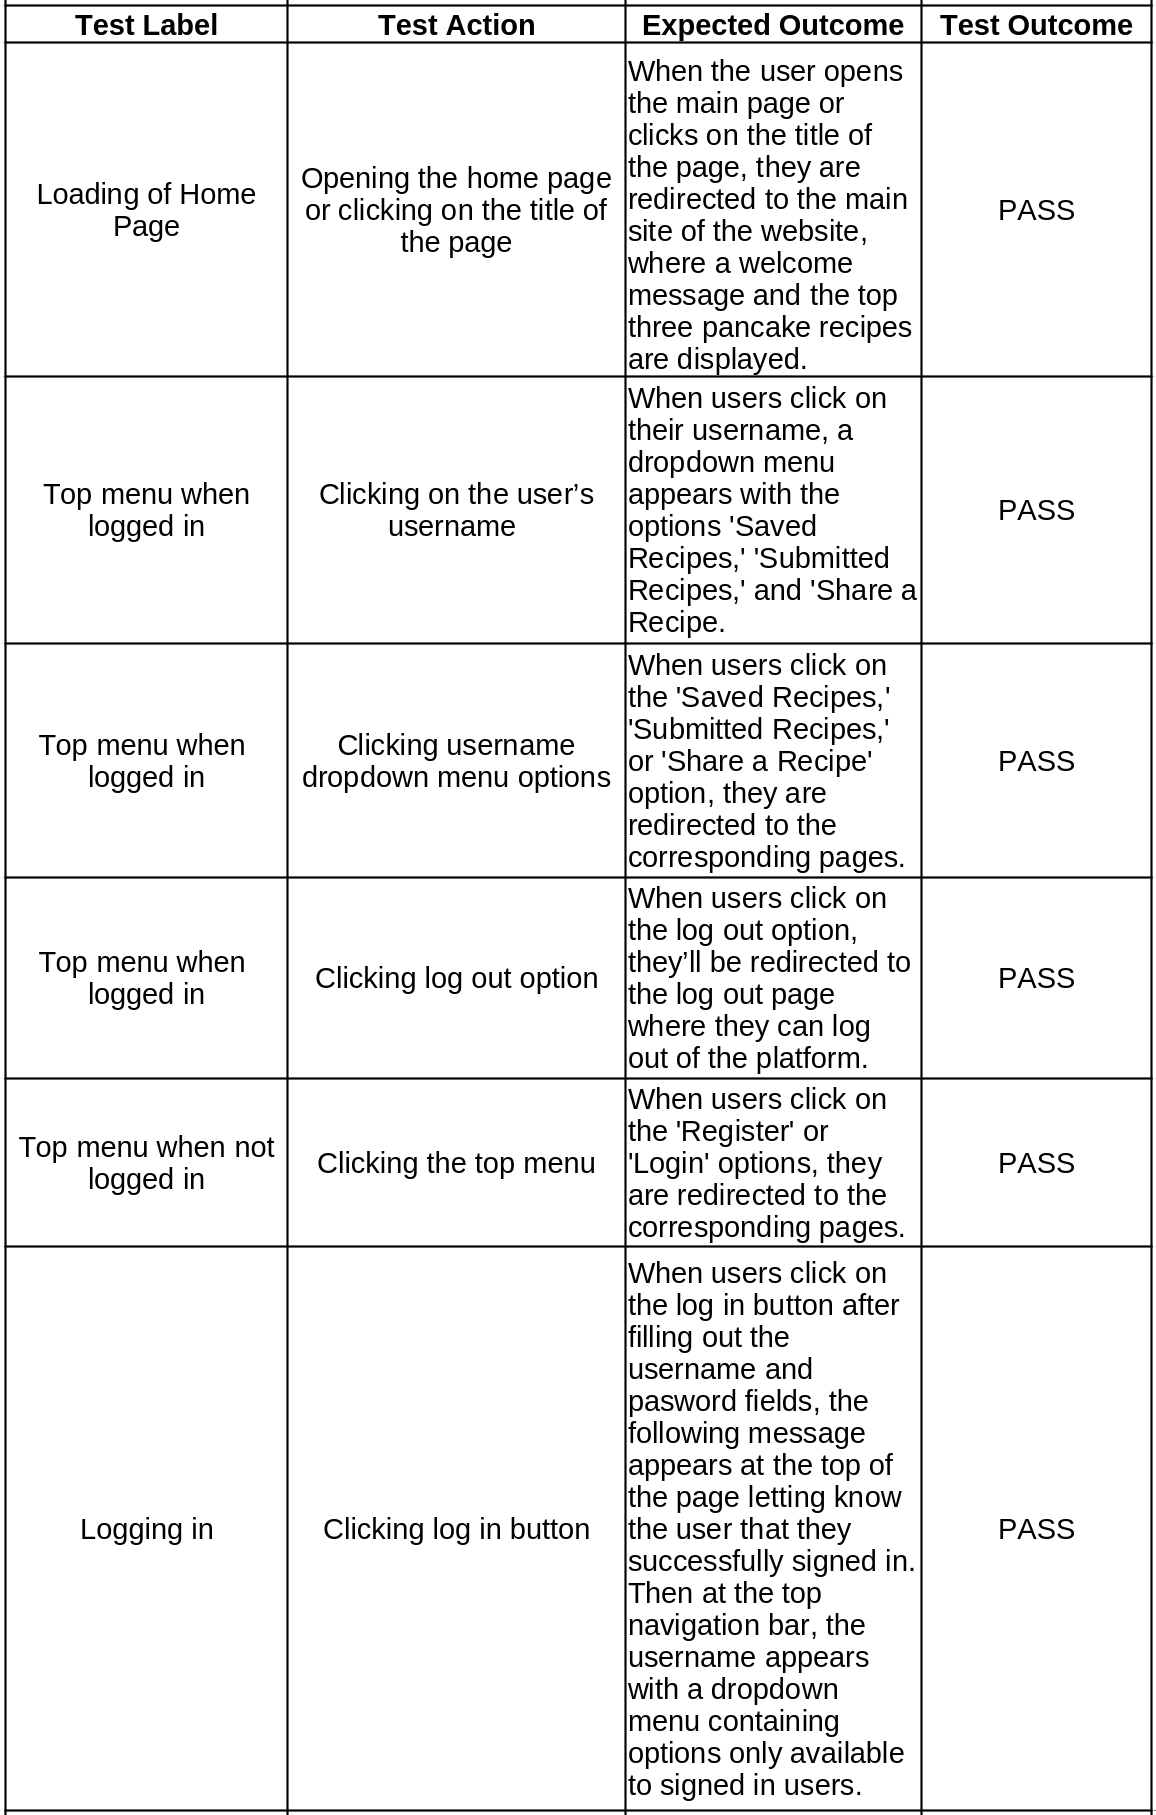 Test Label
Test Action
Expected Outcome
Test Outcome
Loading of Home
Page
Opening the home page
or clicking on the title of
the page
When the user opens
the main page or
clicks on the title of
the page, they are
redirected to the main
site of the website,
where a welcome
message and the top
three pancake recipes
are displayed.
PASS
Top menu when
logged in
Clicking on the user’s
username
When users click on
their username, a
dropdown menu
appears with the
options 'Saved
Recipes,' 'Submitted
Recipes,' and 'Share a
Recipe.
PASS
Top menu when
logged in
Clicking username
dropdown menu options
When users click on
the 'Saved Recipes,'
'Submitted Recipes,'
or 'Share a Recipe'
option, they are
redirected to the
corresponding pages.
PASS
Top menu when
logged in
Clicking log out option
When users click on
the log out option,
they’ll be redirected to
the log out page
where they can log
out of the platform.
PASS
Top menu when not
logged in
Clicking the top menu
When users click on
the 'Register' or
'Login' options, they
are redirected to the
corresponding pages.
PASS
Logging in
Clicking log in button
When users click on
the log in button after
filling out the
username and
pasword fields, the
following message
appears at the top of
the page letting know
the user that they
successfully signed in.
Then at the top
navigation bar, the
username appears
with a dropdown
menu containing
options only available
to signed in users.
PASS